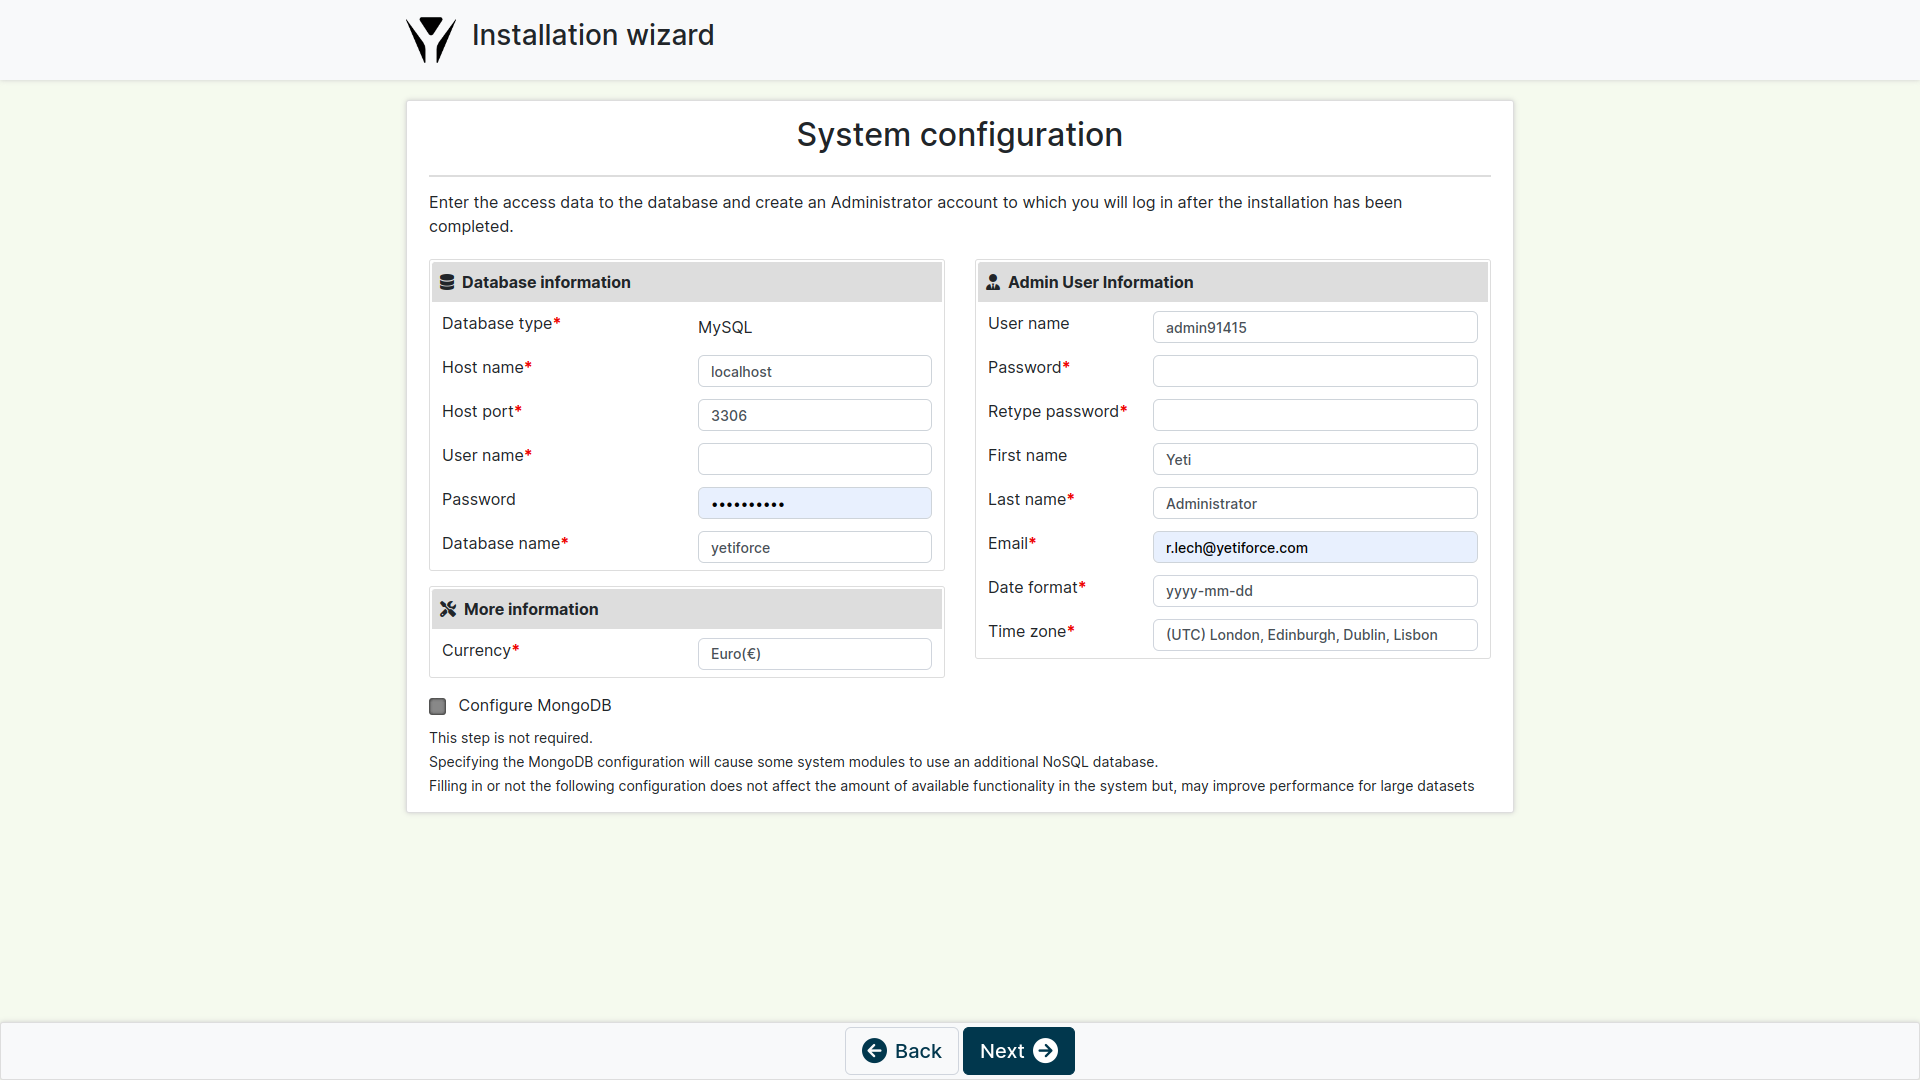 Installation wizard
System configuration
Enter the access data to the database and create an Administrator account to which you will log in after the installation has been
completed.
Database information
Database type* MySQL
Host name* localhost
Host port* 3306
User name*
Password ••••••••••
Database name* yetiforce
More information
Currency* Euro(€)
Admin User Information
User name admin91415
Password*
Retype password*
First name Yeti
Last name* Administrator
Email* r.lech@yetiforce.com
Date format* yyyy-mm-dd
Time zone* (UTC) London, Edinburgh, Dublin, Lisbon
Configure MongoDB
This step is not required.
Specifying the MongoDB configuration will cause some system modules to use an additional NoSQL database.
Filling in or not the following configuration does not affect the amount of available functionality in the system but, may improve performance for large datasets
Back Next